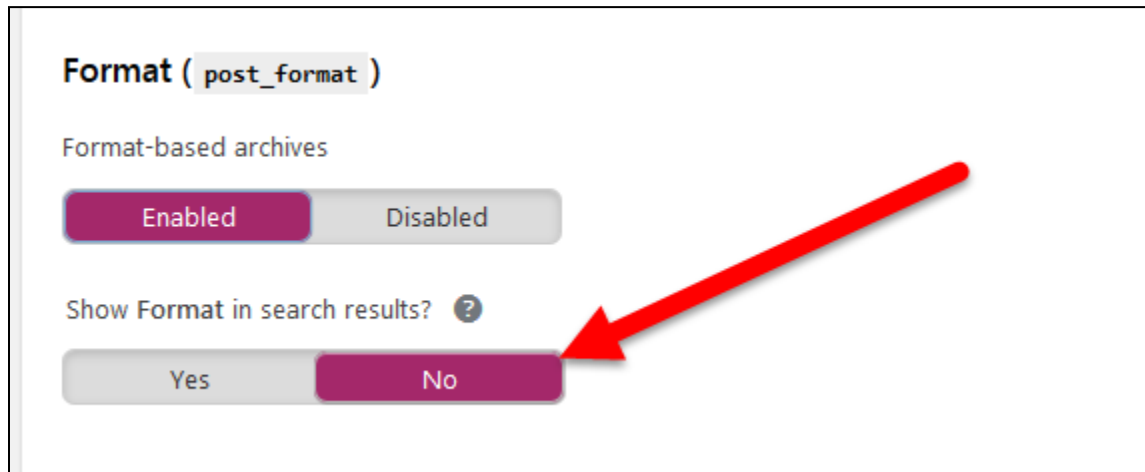 Format ( post_format )
Format-based archives
Enabled Disabled
Show Format in search results? ?
Yes No